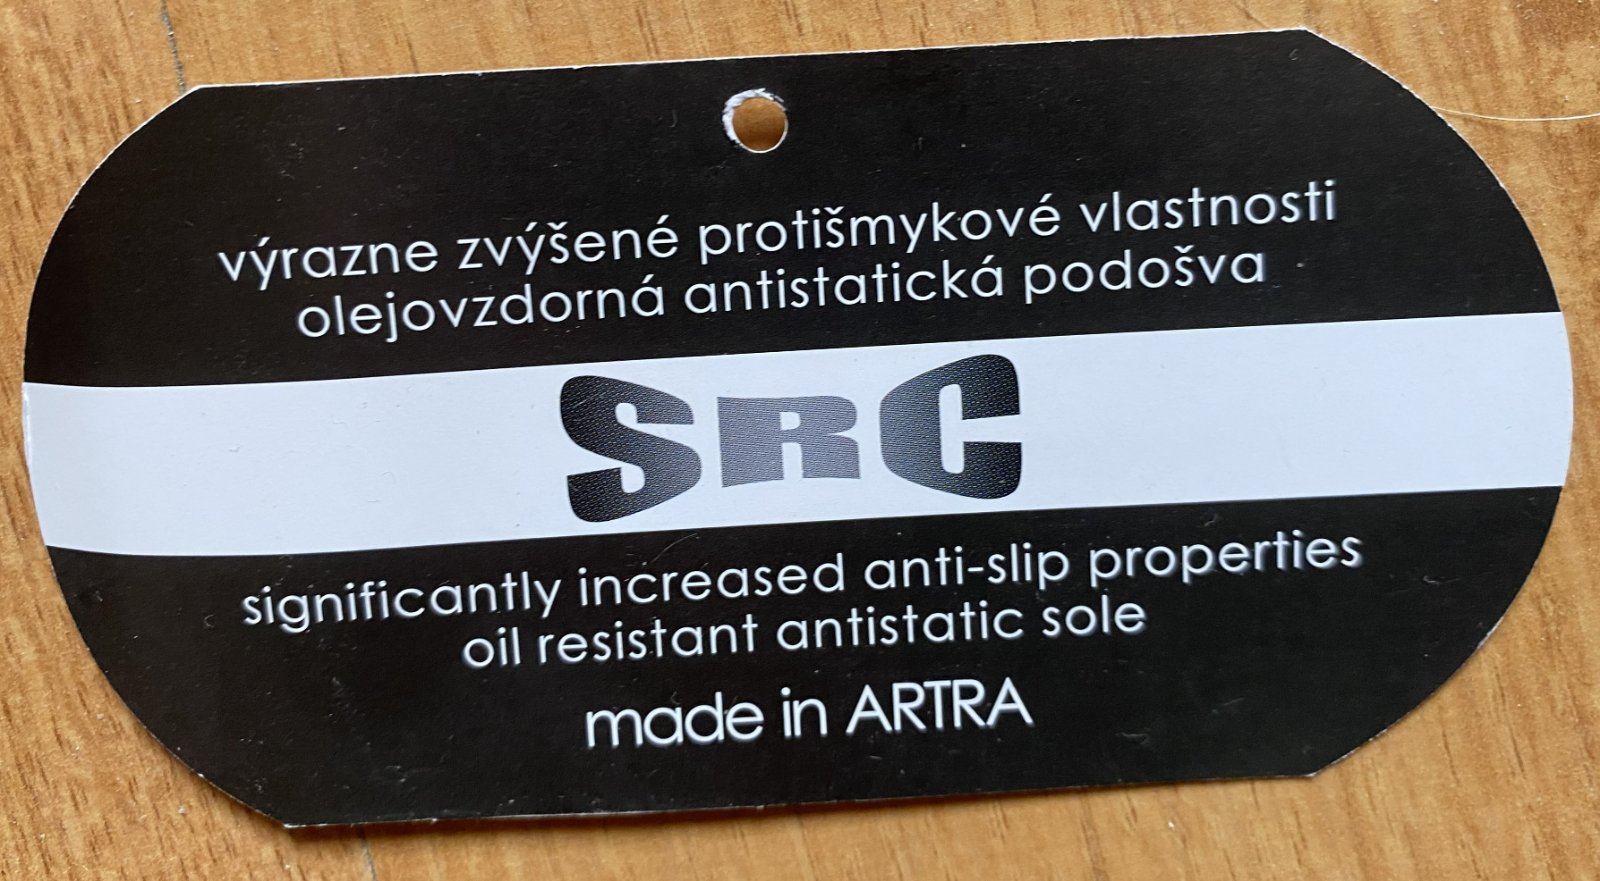 výrazne zvýšené protišmykové vlastnosti
olejovzdorná antistatická podošva
SRC
significantly increased anti-slip properties
oil resistant antistatic sole
made in ARTRA